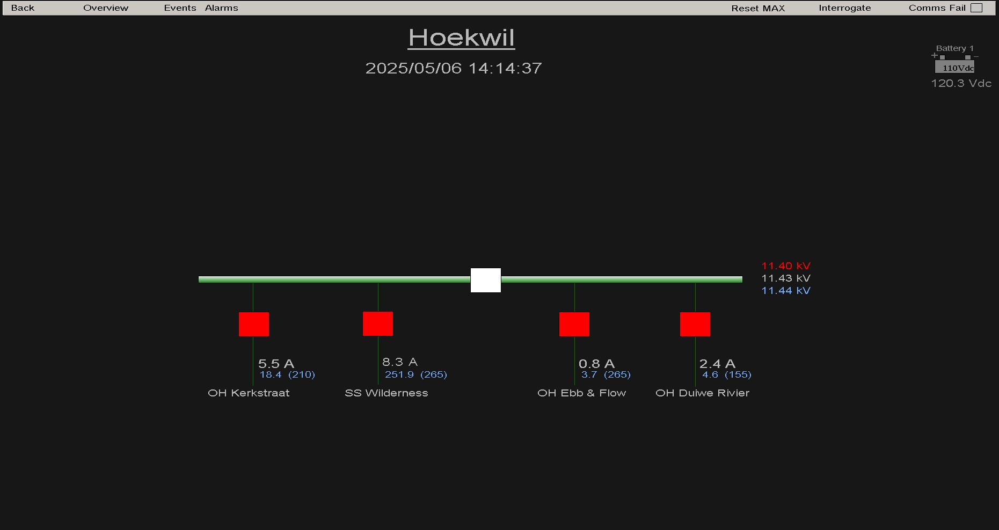 Back Overview Events Alarms Reset MAX Interrogate Comms Fail
Hoekwil
2025/05/06 14:14:37
Battery 1
+ −
110Vdc
120.3 Vdc
11.40 kV
11.43 kV
11.44 kV
5.5 A 8.3 A 0.8 A 2.4 A
18.4 (210) 251.9 (265) 3.7 (265) 4.6 (155)
OH Kerkstraat SS Wilderness OH Ebb & Flow OH Duiwe Rivier